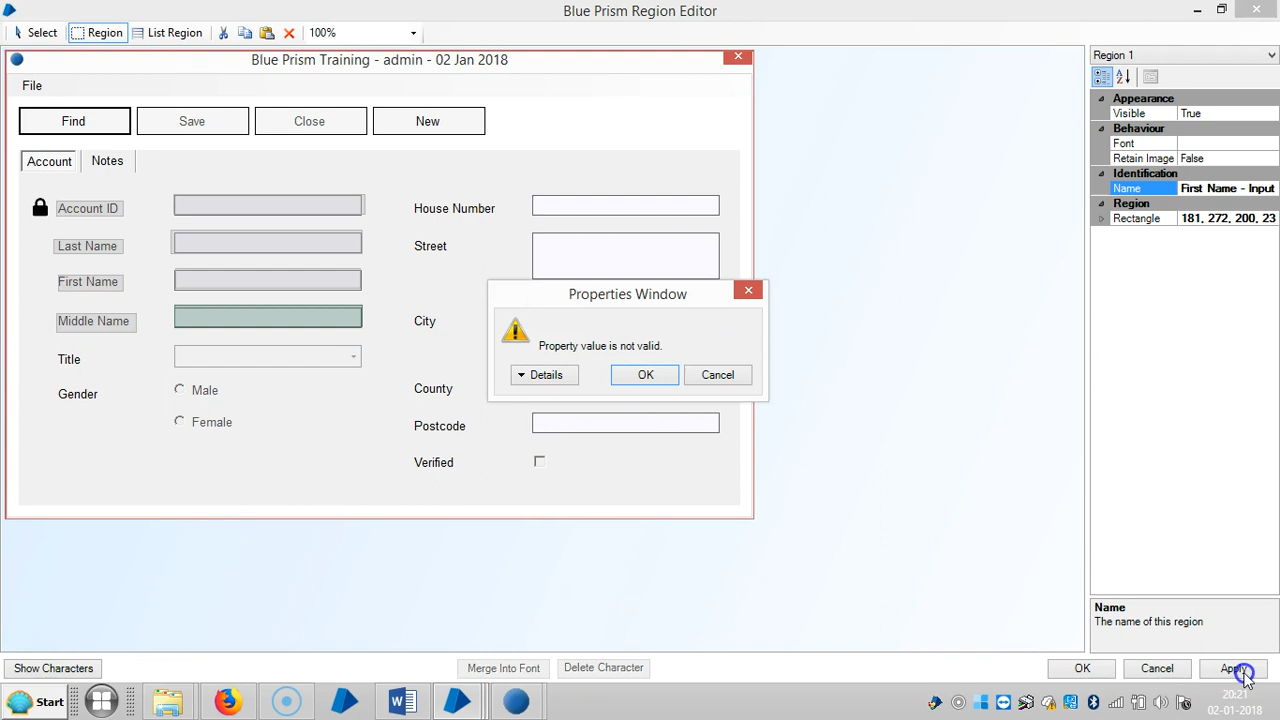 Blue Prism Region Editor
Select Region List Region 100%
Region 1
Blue Prism Training - admin - 02 Jan 2018
File
Find Save Close New
Account Notes
Account ID
Last Name
First Name
Middle Name
Title
Gender
Male
Female
House Number
Street
City
County
Postcode
Verified
Properties Window
Property value is not valid.
Details OK Cancel
Appearance
Visible True
Behaviour
Font
Retain Image False
Identification
Name First Name - Input
Region
Rectangle 181, 272, 200, 23
Name
The name of this region
Show Characters Merge Into Font Delete Character OK Cancel Apply
Start
20:21
02-01-2018